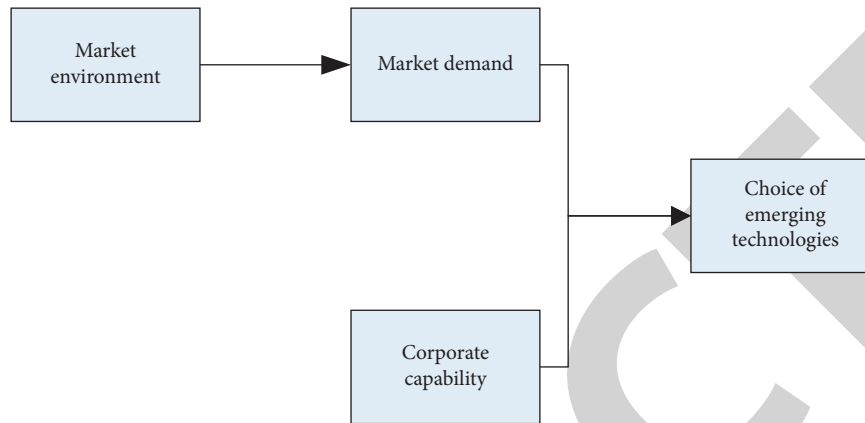 Market
environment
Market demand
Choice of
emerging
technologies
Corporate
capability